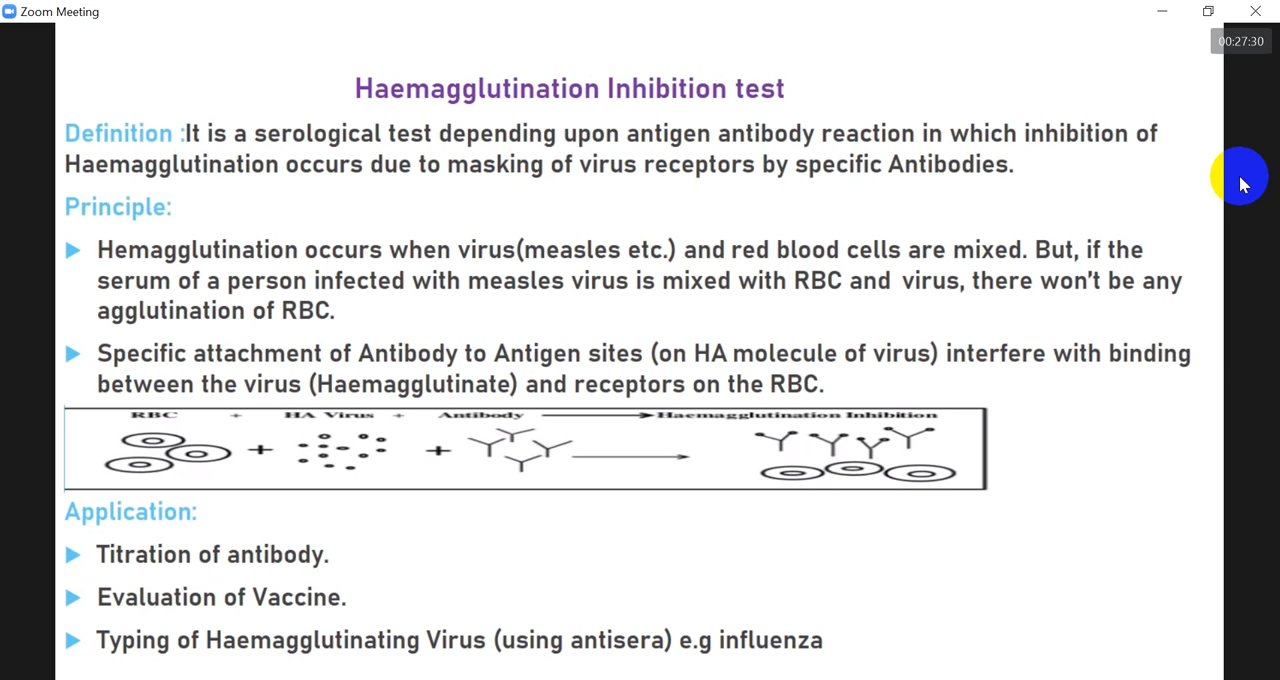 Zoom Meeting
00:27:30
Haemagglutination Inhibition test
Definition :It is a serological test depending upon antigen antibody reaction in which inhibition of
Haemagglutination occurs due to masking of virus receptors by specific Antibodies.
Principle:
Hemagglutination occurs when virus(measles etc.) and red blood cells are mixed. But, if the
serum of a person infected with measles virus is mixed with RBC and virus, there won't be any
agglutination of RBC.
Specific attachment of Antibody to Antigen sites (on HA molecule of virus) interfere with binding
between the virus (Haemagglutinate) and receptors on the RBC.
RBC + HA Virus + Antibody Haemagglutination Inhibition
+ +
Application:
Titration of antibody.
Evaluation of Vaccine.
Typing of Haemagglutinating Virus (using antisera) e.g influenza